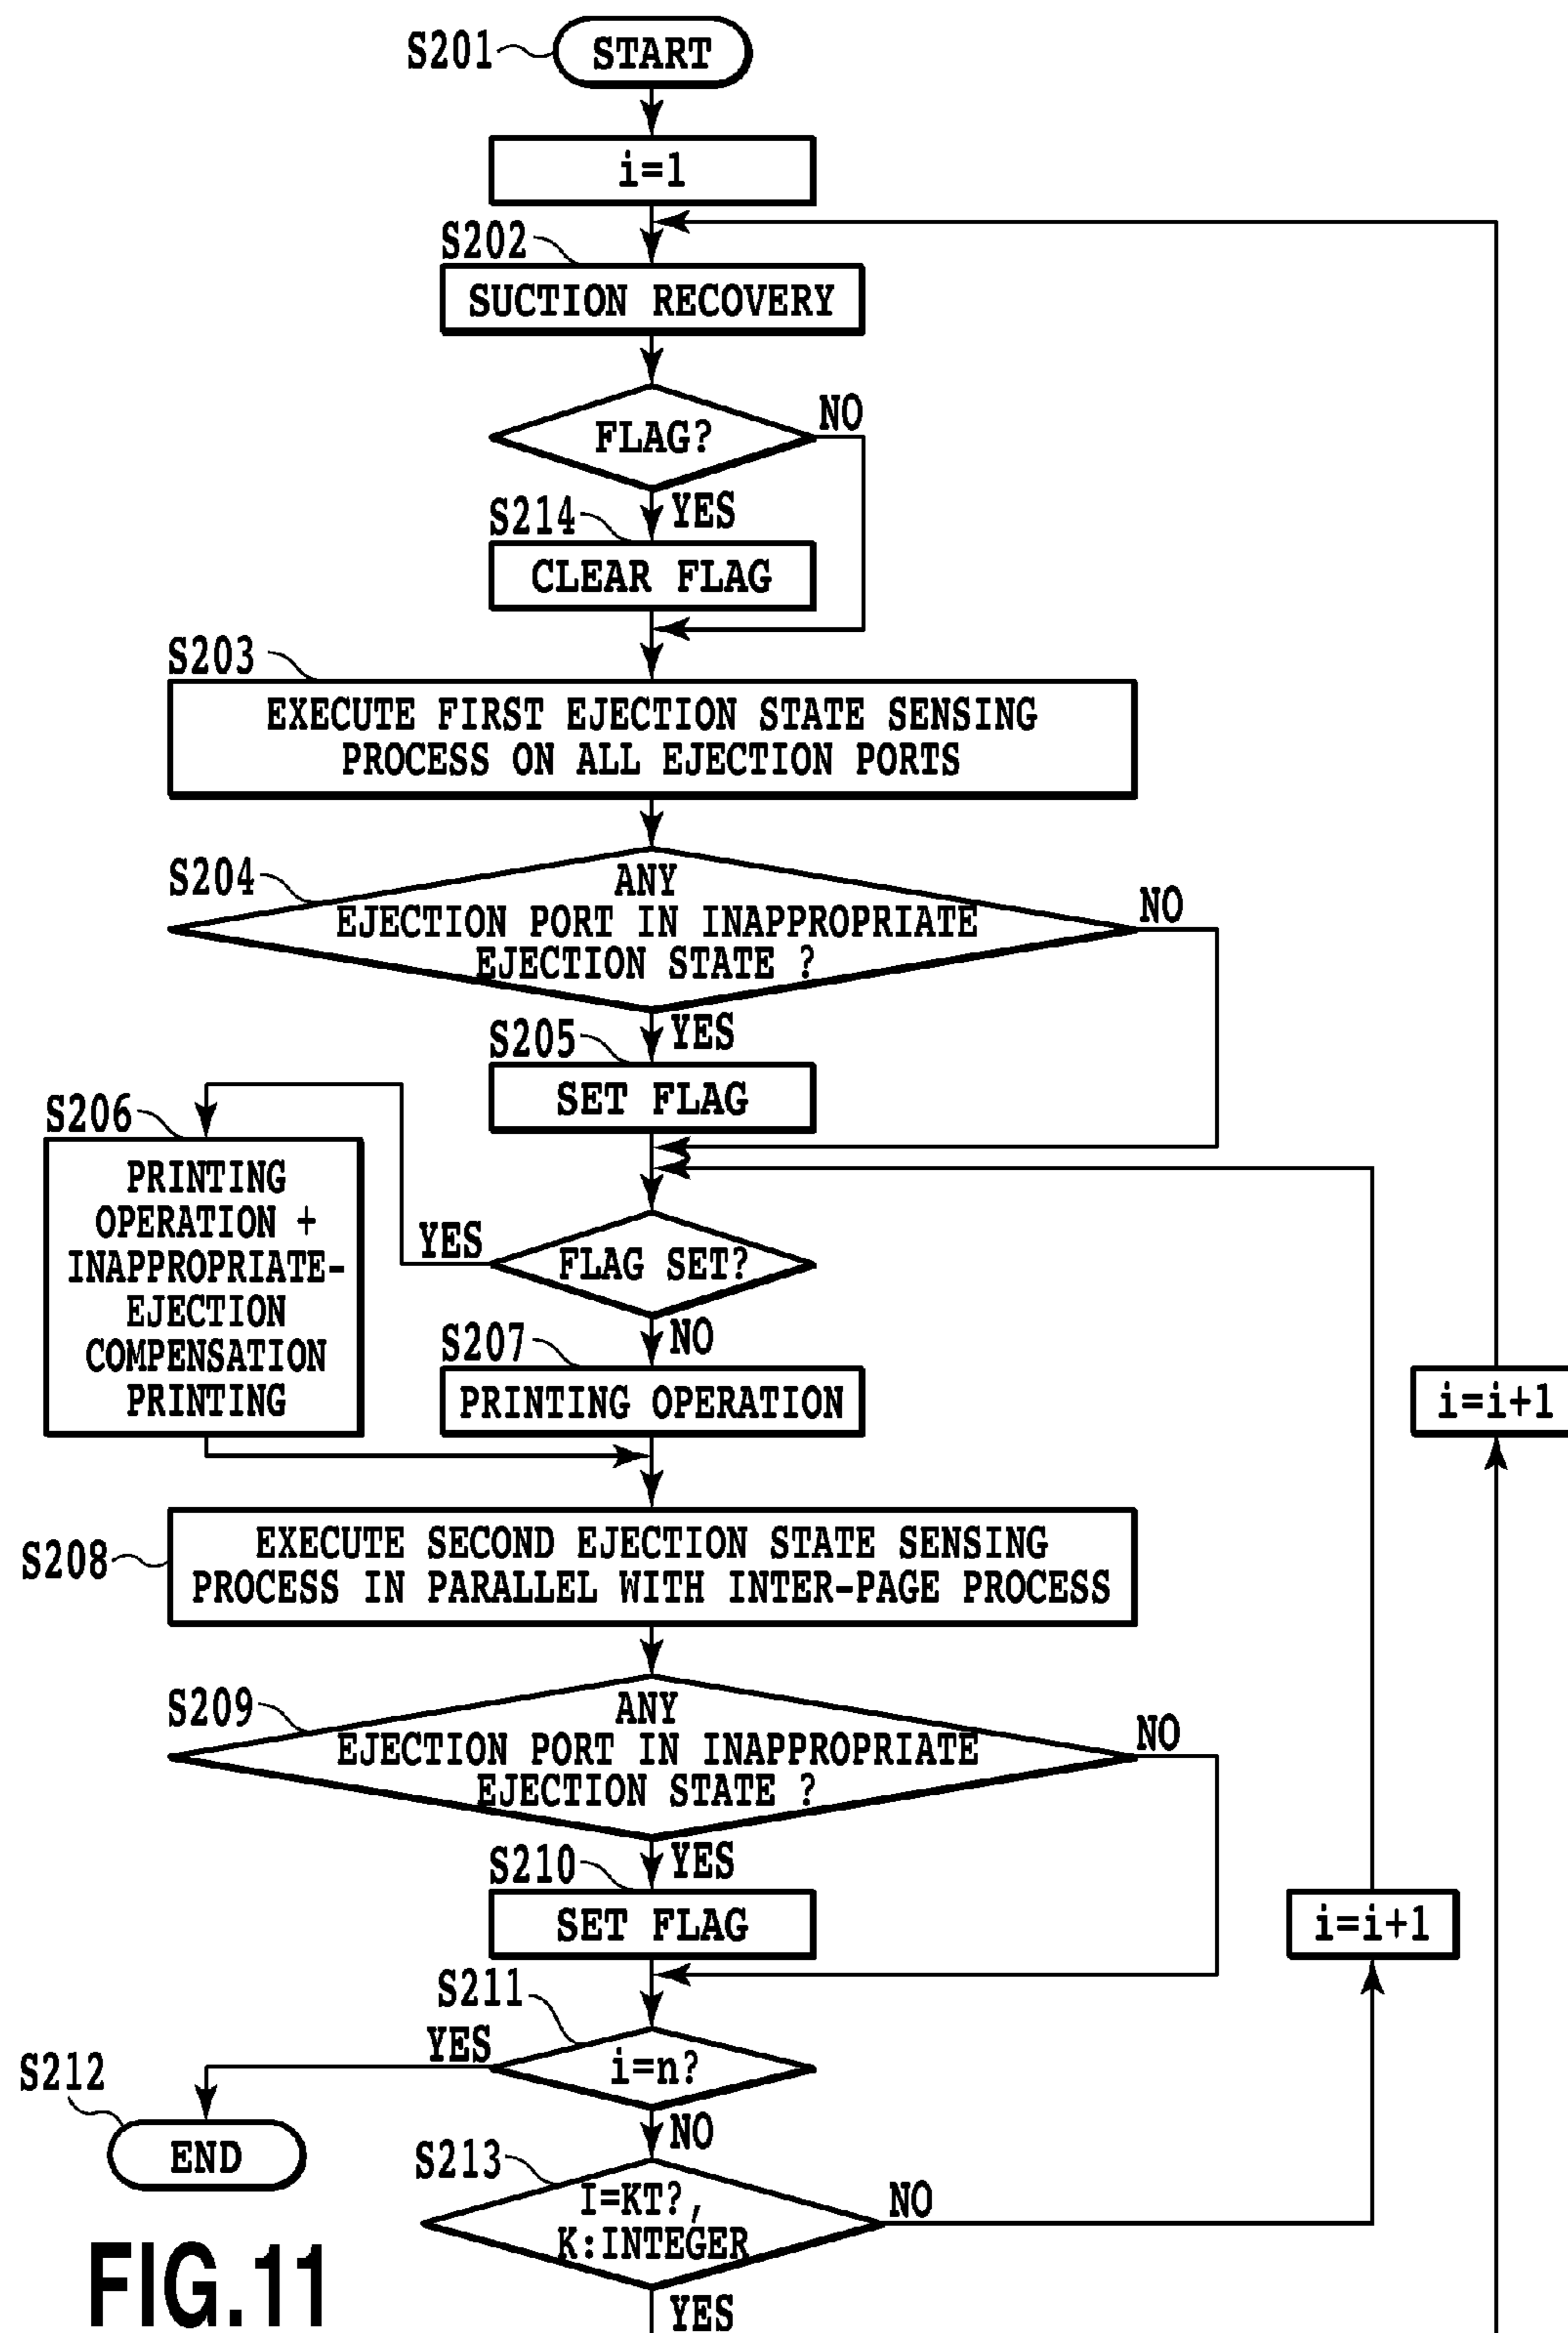 S201
START
i=1
S202
SUCTION RECOVERY
FLAG?
NO
YES
S214
CLEAR FLAG
S203
EXECUTE FIRST EJECTION STATE SENSING
PROCESS ON ALL EJECTION PORTS
S204
ANY
EJECTION PORT IN INAPPROPRIATE
EJECTION STATE ?
NO
YES
S205
SET FLAG
S206
PRINTING
OPERATION +
INAPPROPRIATE-
EJECTION
COMPENSATION
PRINTING
YES
FLAG SET?
NO
S207
PRINTING OPERATION
i=i+1
S208
EXECUTE SECOND EJECTION STATE SENSING
PROCESS IN PARALLEL WITH INTER-PAGE PROCESS
S209
ANY
EJECTION PORT IN INAPPROPRIATE
EJECTION STATE ?
NO
YES
S210
SET FLAG
i=i+1
S211
YES
i=n?
S212
END
NO
S213
I=KT?,
K:INTEGER
NO
YES
FIG.11